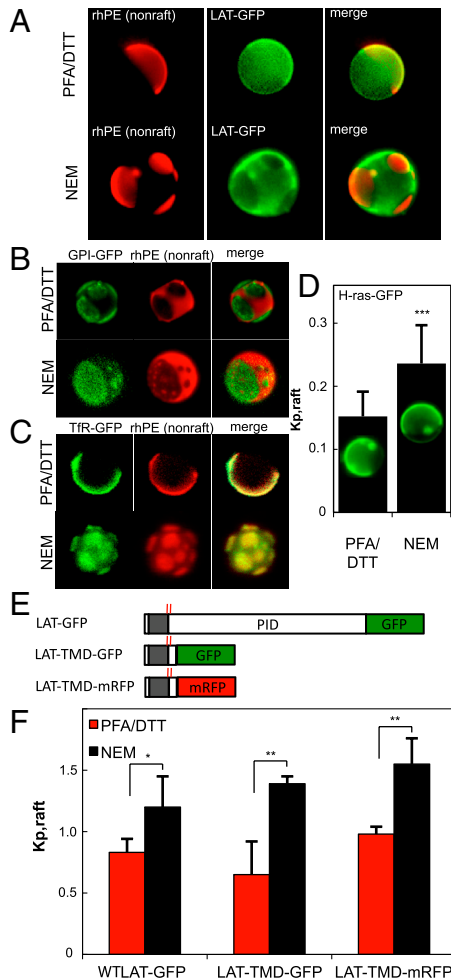 A
rhPE (nonraft) LAT-GFP merge
PFA/DTT
rhPE (nonraft) LAT-GFP merge
NEM
B
GPI-GFP rhPE (nonraft) merge
PFA/DTT
NEM
C
TfR-GFP rhPE (nonraft) merge
PFA/DTT
NEM
D
H-ras-GFP
***
0.3
0.2
0.1
0
Kp,raft
PFA/
DTT
NEM
E
LAT-GFP PID GFP
LAT-TMD-GFP GFP
LAT-TMD-mRFP mRFP
F
PFA/DTT
NEM
* ** **
1.5
1.0
0.5
0
Kp,raft
WTLAT-GFP LAT-TMD-GFP LAT-TMD-mRFP